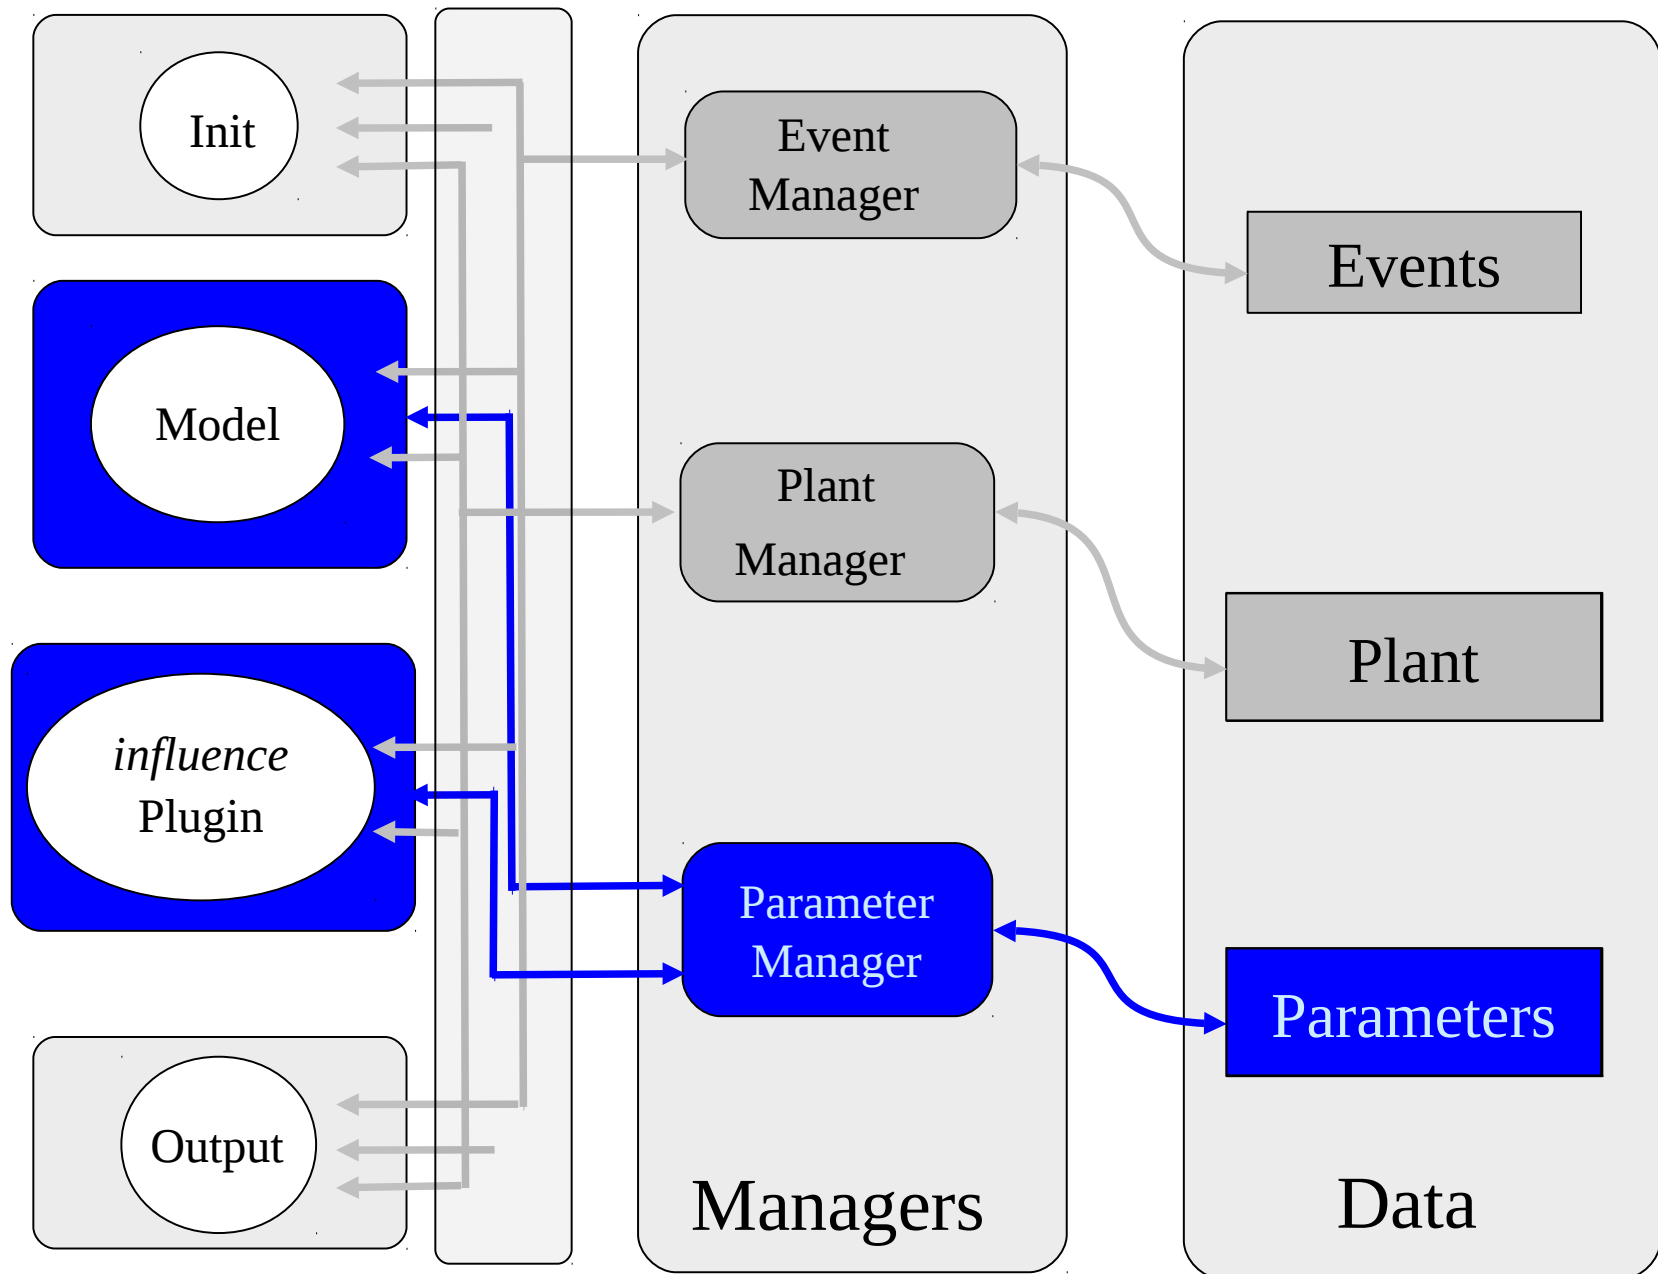 Init
Model
influence
Plugin
Output
Event
Manager
Plant
Manager
Parameter
Manager
Managers
Events
Plant
Parameters
Data